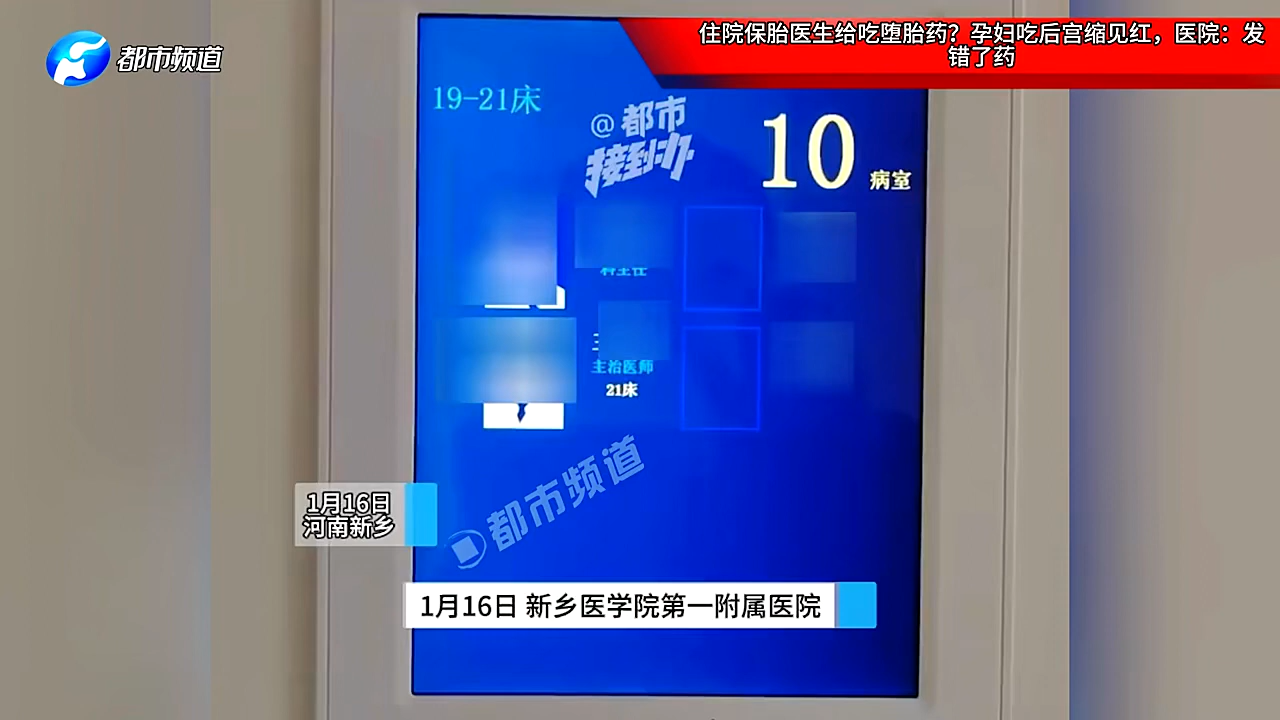 都市频道
住院保胎医生给吃堕胎药？孕妇吃后宫缩见红，医院：发
错了药
19-21床
@都市
接到办
10 病室
科主任
主治医师
21床
都市频道
1月16日
河南新乡
1月16日 新乡医学院第一附属医院